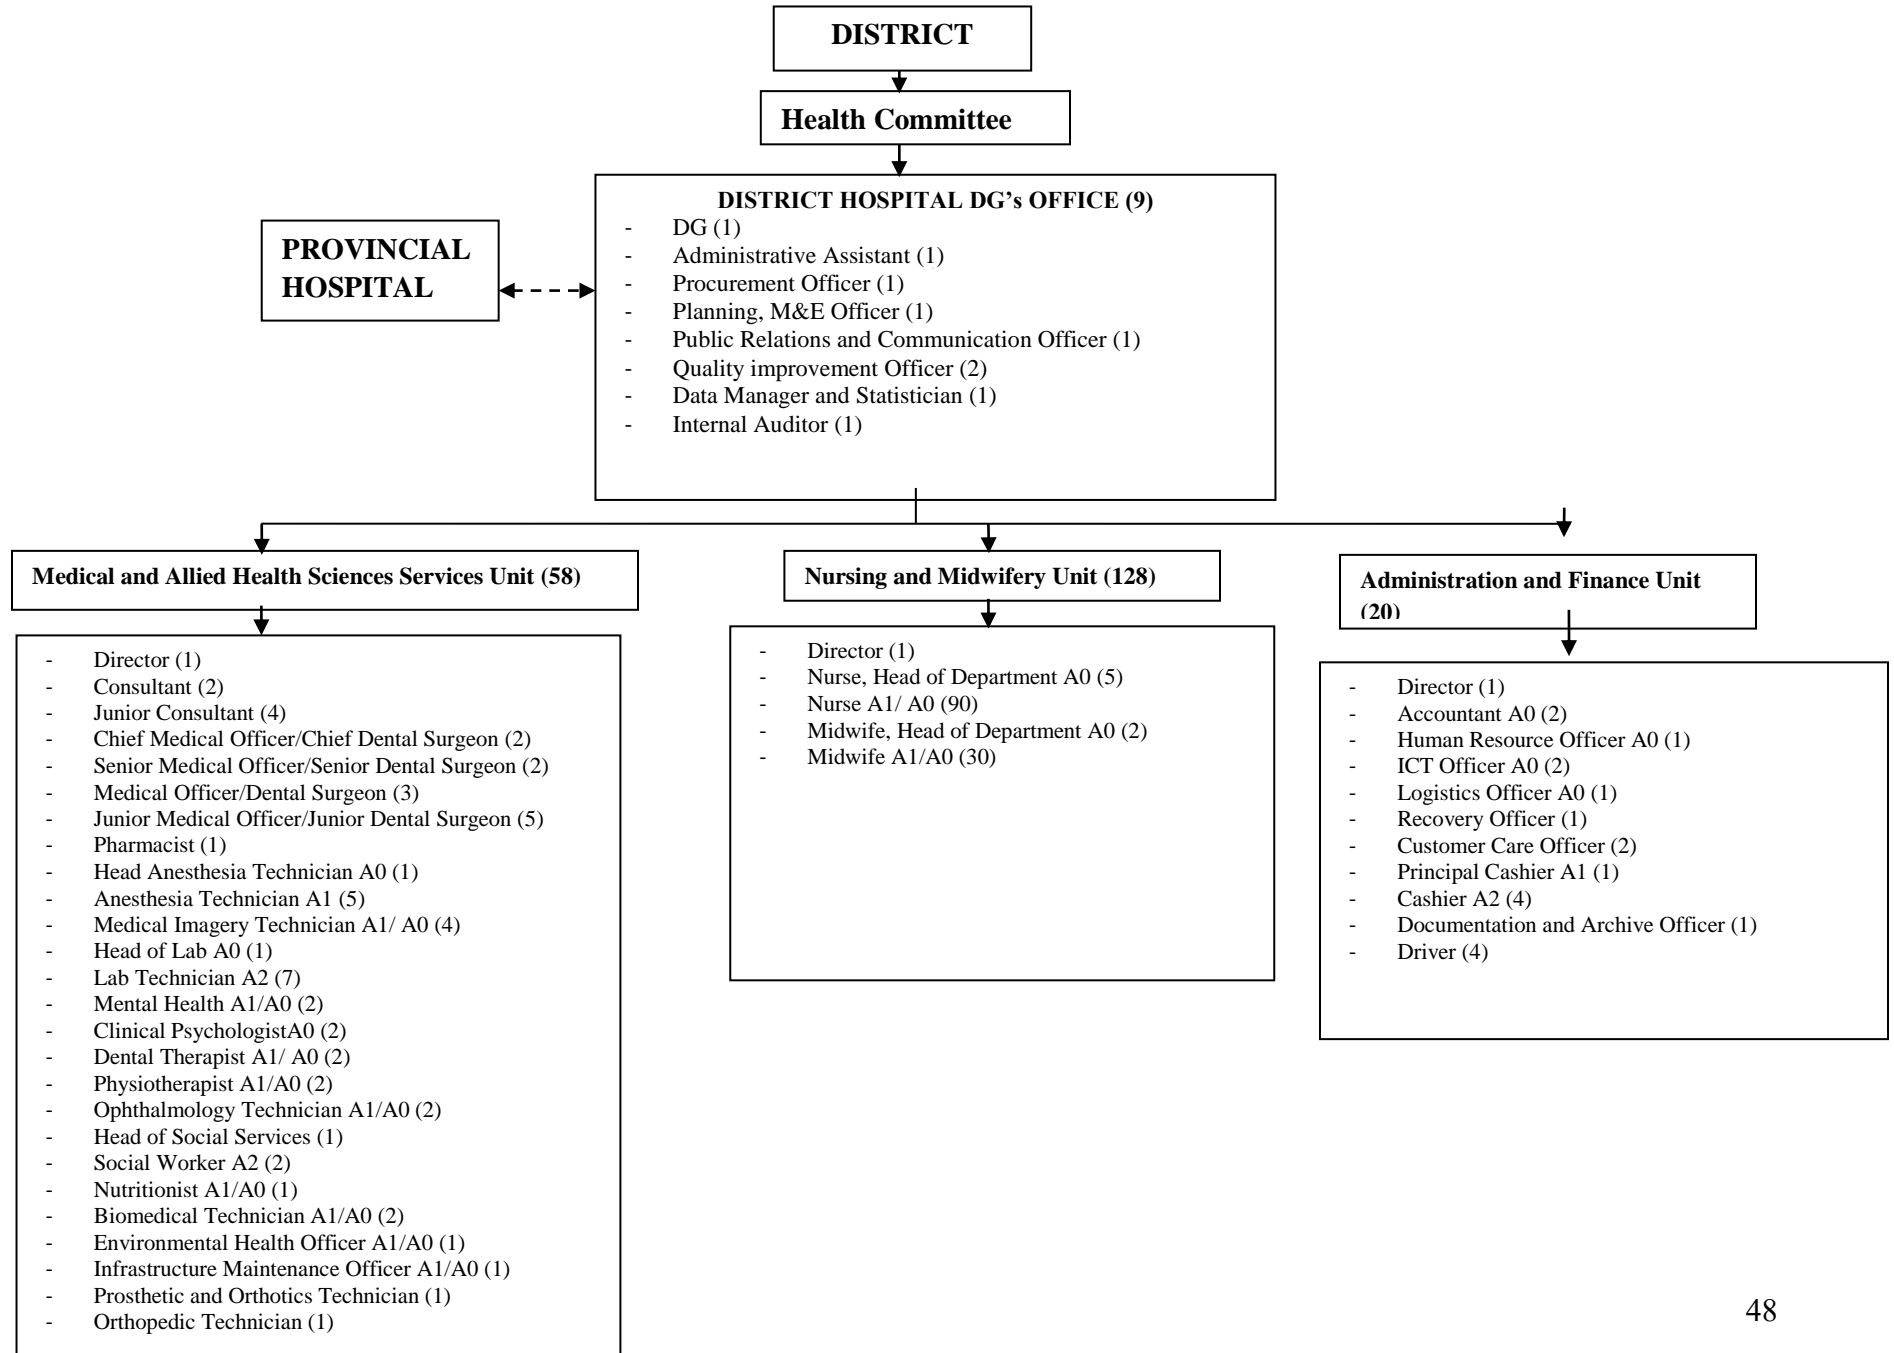 DISTRICT
Health Committee
DISTRICT HOSPITAL DG’s OFFICE (9)
- DG (1)
- Administrative Assistant (1)
- Procurement Officer (1)
- Planning, M&E Officer (1)
- Public Relations and Communication Officer (1)
- Quality improvement Officer (2)
- Data Manager and Statistician (1)
- Internal Auditor (1)
PROVINCIAL
HOSPITAL
Medical and Allied Health Sciences Services Unit (58)
- Director (1)
- Consultant (2)
- Junior Consultant (4)
- Chief Medical Officer/Chief Dental Surgeon (2)
- Senior Medical Officer/Senior Dental Surgeon (2)
- Medical Officer/Dental Surgeon (3)
- Junior Medical Officer/Junior Dental Surgeon (5)
- Pharmacist (1)
- Head Anesthesia Technician A0 (1)
- Anesthesia Technician A1 (5)
- Medical Imagery Technician A1/ A0 (4)
- Head of Lab A0 (1)
- Lab Technician A2 (7)
- Mental Health A1/A0 (2)
- Clinical PsychologistA0 (2)
- Dental Therapist A1/ A0 (2)
- Physiotherapist A1/A0 (2)
- Ophthalmology Technician A1/A0 (2)
- Head of Social Services (1)
- Social Worker A2 (2)
- Nutritionist A1/A0 (1)
- Biomedical Technician A1/A0 (2)
- Environmental Health Officer A1/A0 (1)
- Infrastructure Maintenance Officer A1/A0 (1)
- Prosthetic and Orthotics Technician (1)
- Orthopedic Technician (1)
Nursing and Midwifery Unit (128)
- Director (1)
- Nurse, Head of Department A0 (5)
- Nurse A1/ A0 (90)
- Midwife, Head of Department A0 (2)
- Midwife A1/A0 (30)
Administration and Finance Unit
(20)
- Director (1)
- Accountant A0 (2)
- Human Resource Officer A0 (1)
- ICT Officer A0 (2)
- Logistics Officer A0 (1)
- Recovery Officer (1)
- Customer Care Officer (2)
- Principal Cashier A1 (1)
- Cashier A2 (4)
- Documentation and Archive Officer (1)
- Driver (4)
48